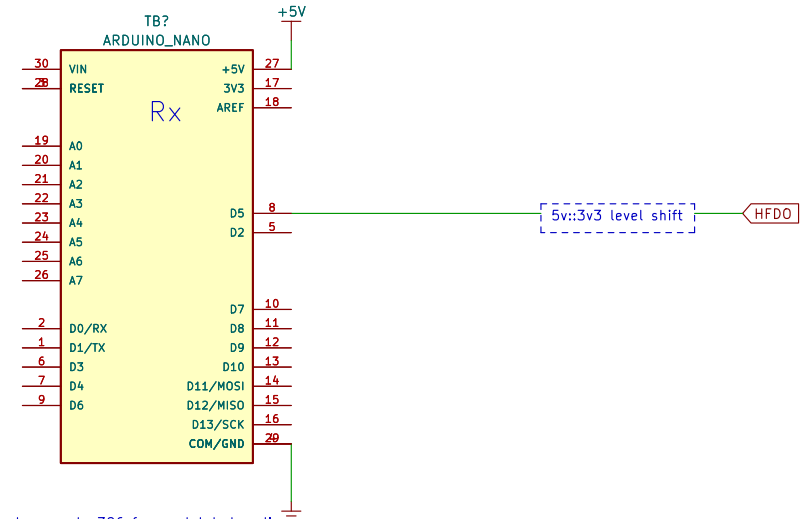 +5V
TB?
ARDUINO_NANO
30 VIN
+5V 27
RESET
3V3 17
Rx
AREF 18
19 A0
20 A1
21 A2
22 A3
D5 8
5v::3v3 level shift
HFDO
23 A4
D2 5
24 A5
25 A6
26 A7
D7 10
2 D0/RX
D8 11
1 D1/TX
D9 12
6 D3
D10 13
7 D4
D11/MOSI 14
9 D6
D12/MISO 15
D13/SCK 16
COM/GND